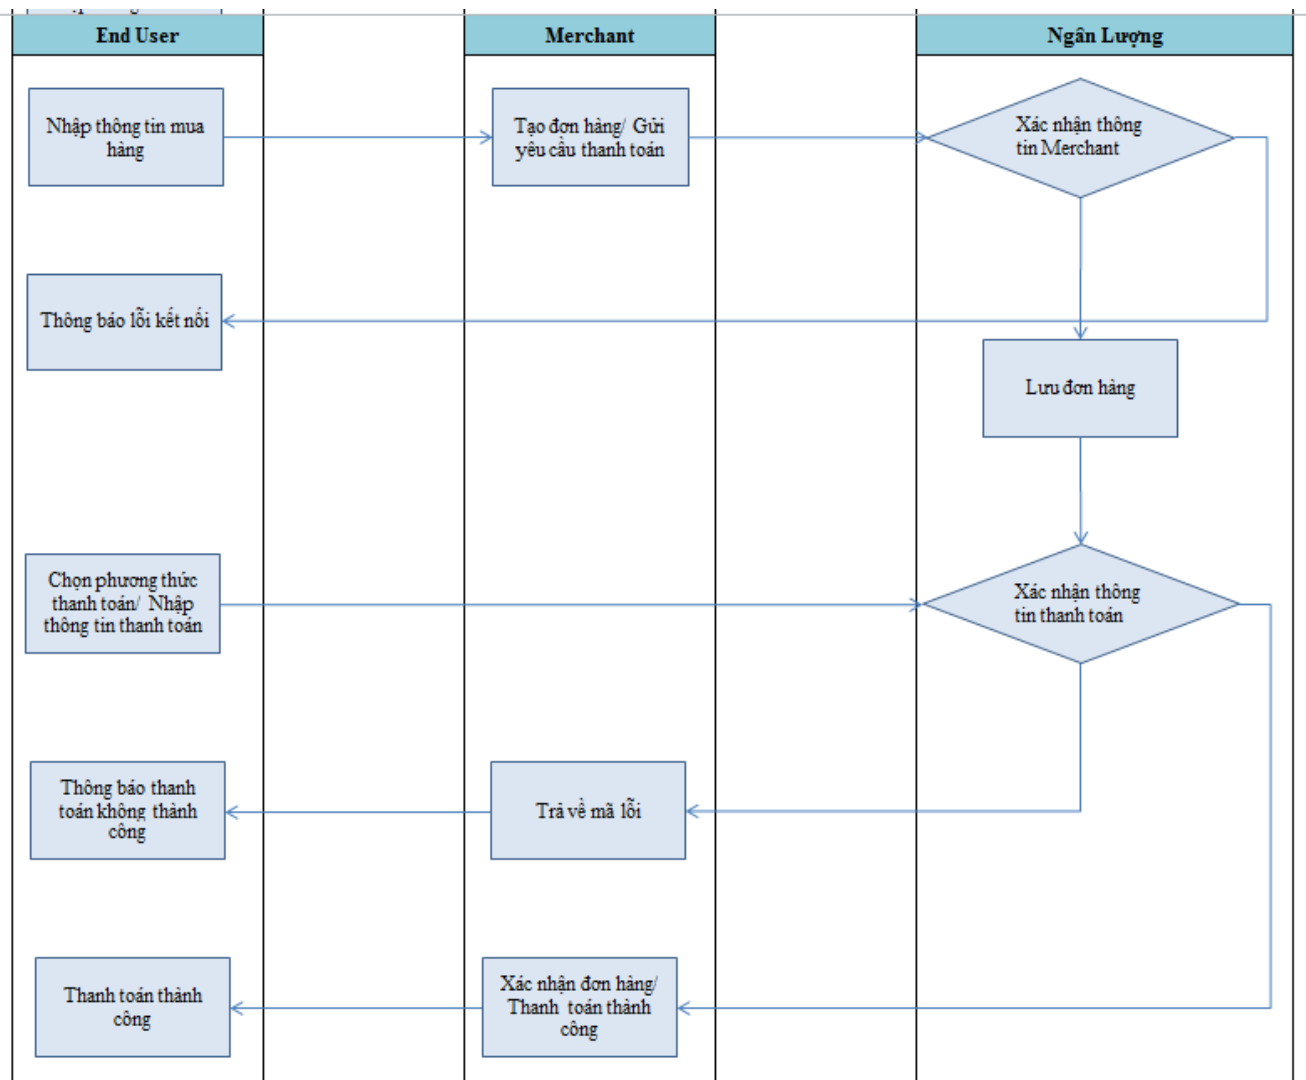 End User
Merchant
Ngân Lượng
Nhập thông tin mua
hàng
Tạo đơn hàng/ Gửi
yêu cầu thanh toán
Xác nhận thông
tin Merchant
Thông báo lỗi kết nối
Lưu đơn hàng
Chọn phương thức
thanh toán/ Nhập
thông tin thanh toán
Xác nhận thông
tin thanh toán
Thông báo thanh
toán không thành
công
Trả về mã lỗi
Thanh toán thành
công
Xác nhận đơn hàng/
Thanh toán thành
công